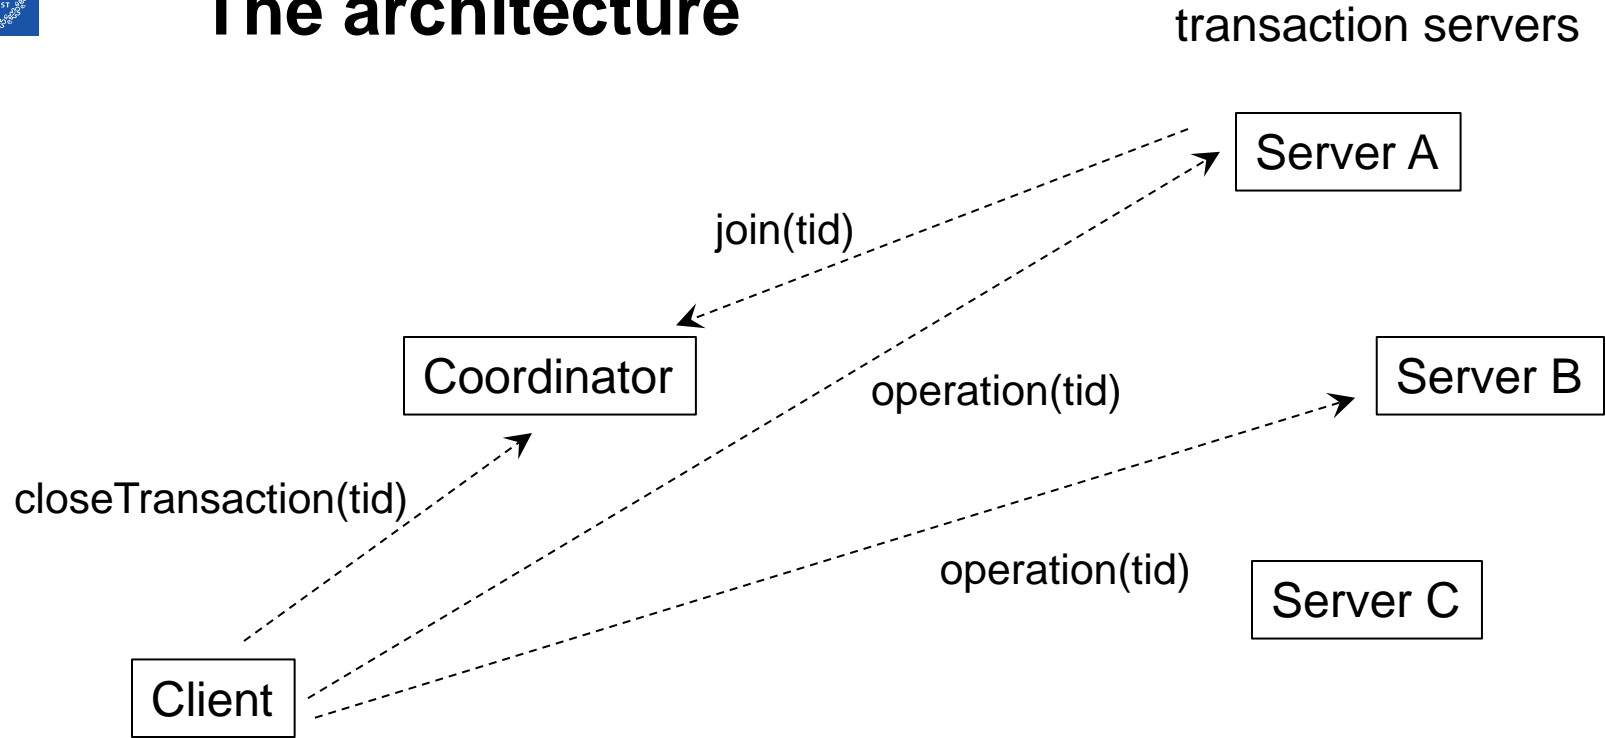 The architecture
transaction servers
Server A
join(tid)
Coordinator
operation(tid)
Server B
closeTransaction(tid)
operation(tid)
Server C
Client